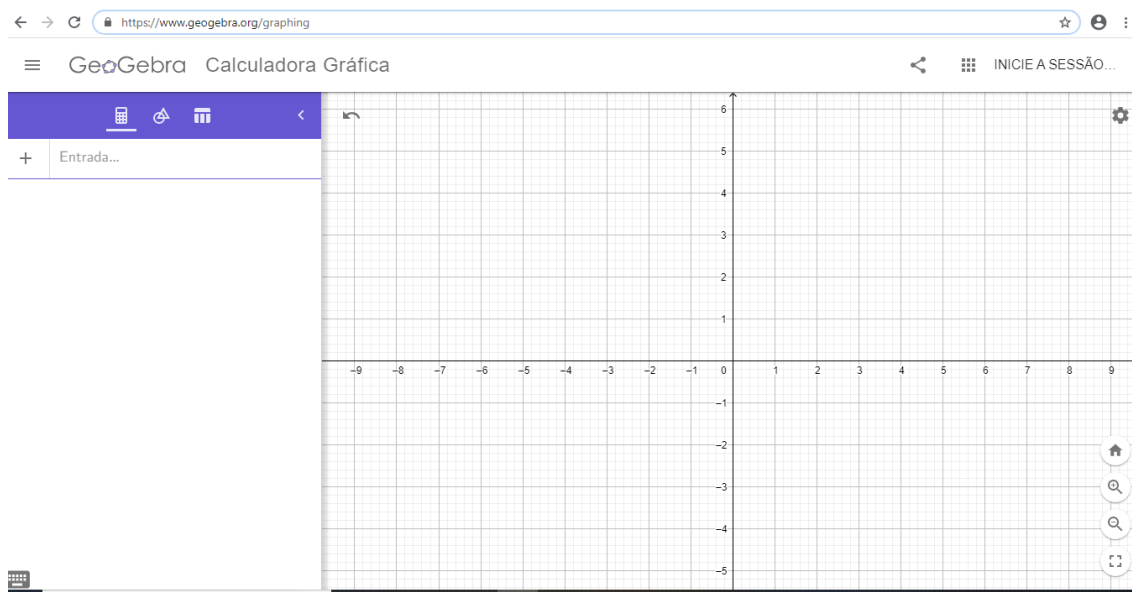 https://www.geogebra.org/graphing
GeoGebra Calculadora Gráfica
INICIE A SESSÃO...
+ Entrada...
6
5
4
3
2
1
–9 –8 –7 –6 –5 –4 –3 –2 –1 0 1 2 3 4 5 6 7 8 9
–1
–2
–3
–4
–5